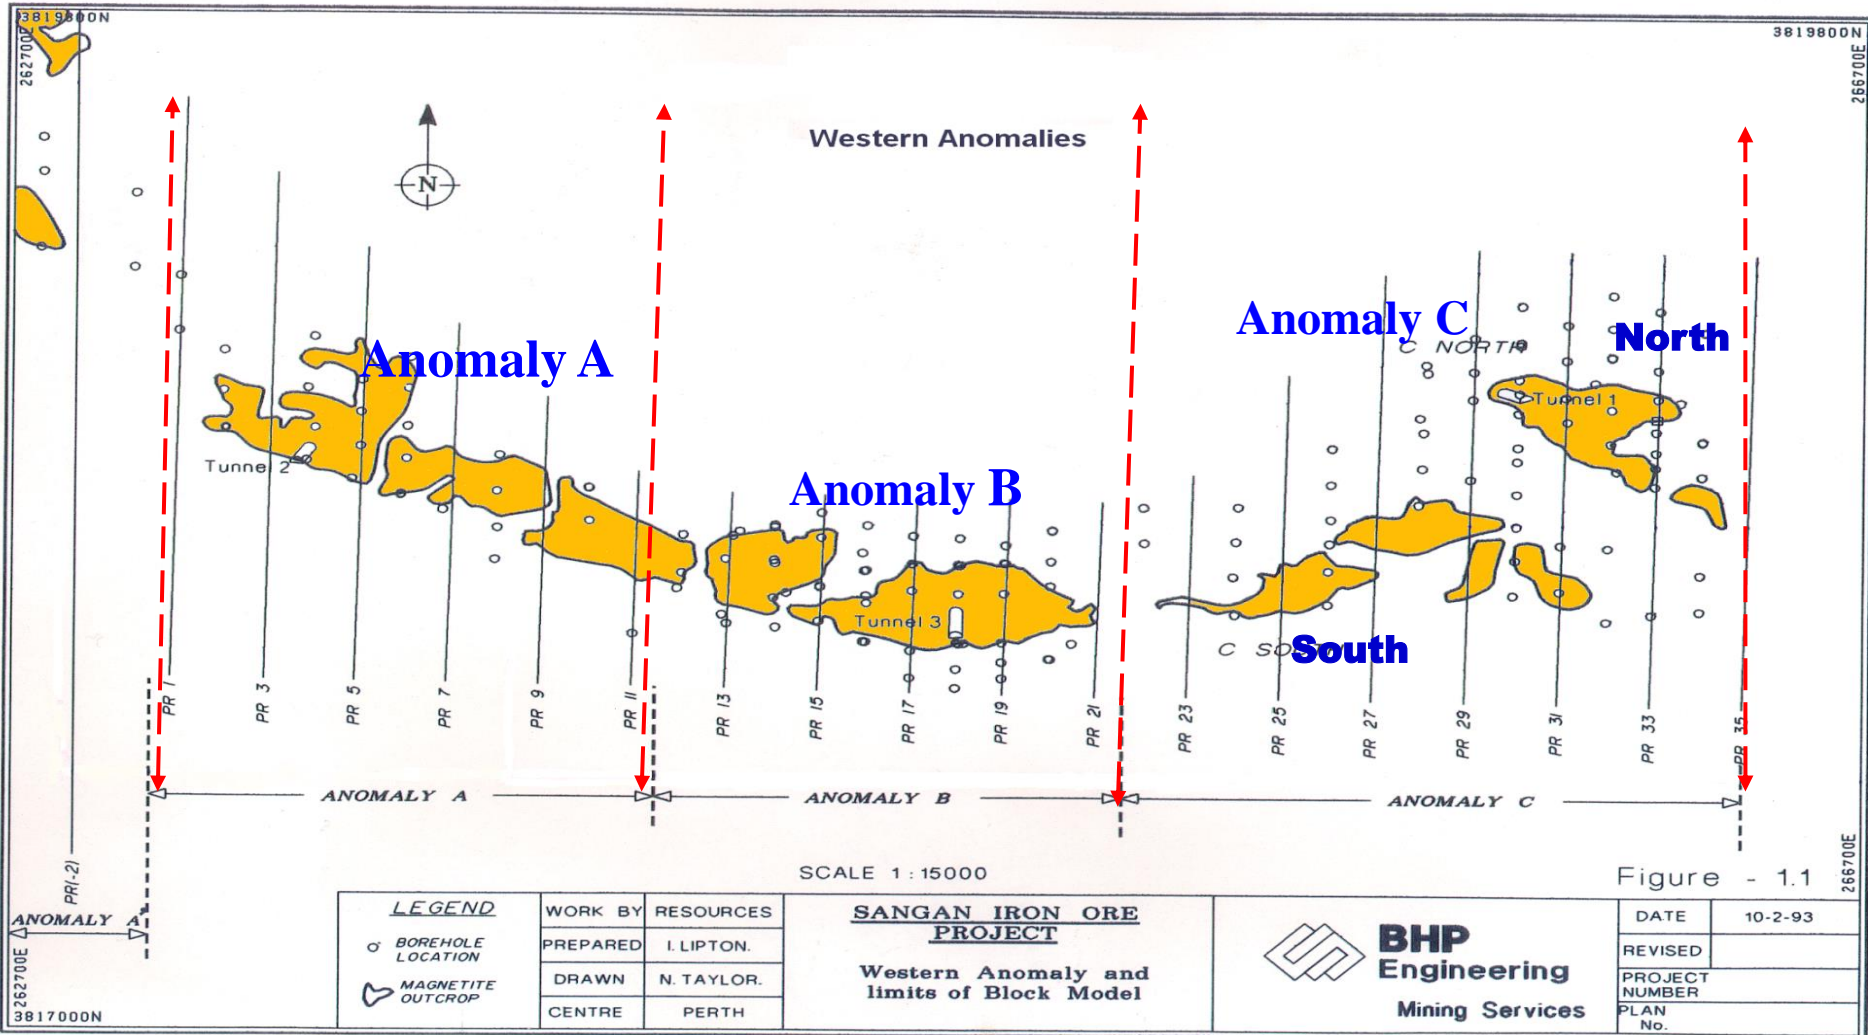 3819800N
262700E
3819800N
266700E
Western Anomalies
N
Anomaly A
Anomaly B
Anomaly C
C NORTH
North
Tunnel 1
Tunnel 2
Tunnel 3
C SOUTH
South
PR 1
PR 3
PR 5
PR 7
PR 9
PR 11
PR 13
PR 15
PR 17
PR 19
PR 21
PR 23
PR 25
PR 27
PR 29
PR 31
PR 33
PR 35
PR(-2)
ANOMALY A
ANOMALY B
ANOMALY C
ANOMALY A'
SCALE 1:15000
Figure - 1.1
262700E
3817000N
266700E
LEGEND
BOREHOLE
LOCATION
MAGNETITE
OUTCROP
WORK BY RESOURCES
PREPARED I. LIPTON.
DRAWN N. TAYLOR.
CENTRE PERTH
SANGAN IRON ORE
PROJECT
Western Anomaly and
limits of Block Model
BHP
Engineering
Mining Services
DATE 10-2-93
REVISED
PROJECT
NUMBER
PLAN
No.